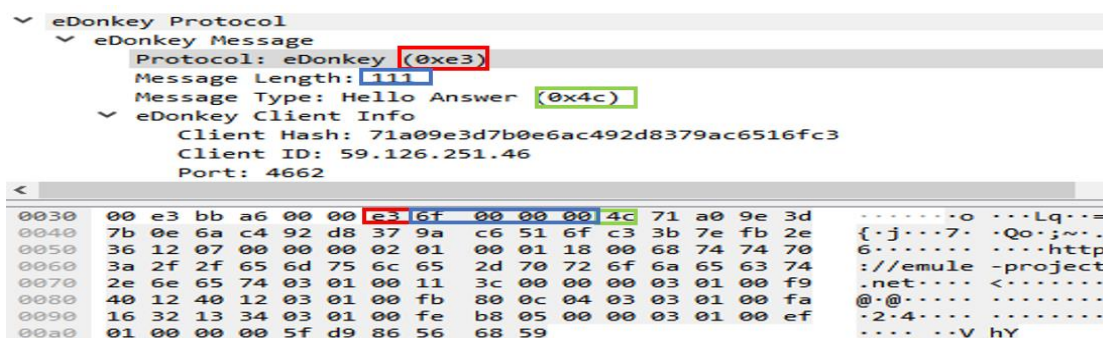 eDonkey Protocol
eDonkey Message
Protocol: eDonkey (0xe3)
Message Length: 111
Message Type: Hello Answer (0x4c)
eDonkey Client Info
Client Hash: 71a09e3d7b0e6ac492d8379ac6516fc3
Client ID: 59.126.251.46
Port: 4662
0030 00 e3 bb a6 00 00 e3 6f 00 00 00 4c 71 a0 9e 3d ·······o ···Lq··=
0040 7b 0e 6a c4 92 d8 37 9a c6 51 6f c3 3b 7e fb 2e {·j···7· ·Qo·;~·.
0050 36 12 07 00 00 00 02 01 00 01 18 00 68 74 74 70 6······· ····http
0060 3a 2f 2f 65 6d 75 6c 65 2d 70 72 6f 6a 65 63 74 ://emule -project
0070 2e 6e 65 74 03 01 00 11 3c 00 00 00 03 01 00 f9 .net···· <·······
0080 40 12 40 12 03 01 00 fb 80 0c 04 03 03 01 00 fa @·@····· ········
0090 16 32 13 34 03 01 00 fe b8 05 00 00 03 01 00 ef ·2·4···· ········
00a0 01 00 00 00 5f d9 86 56 68 59 ···· ··V hY